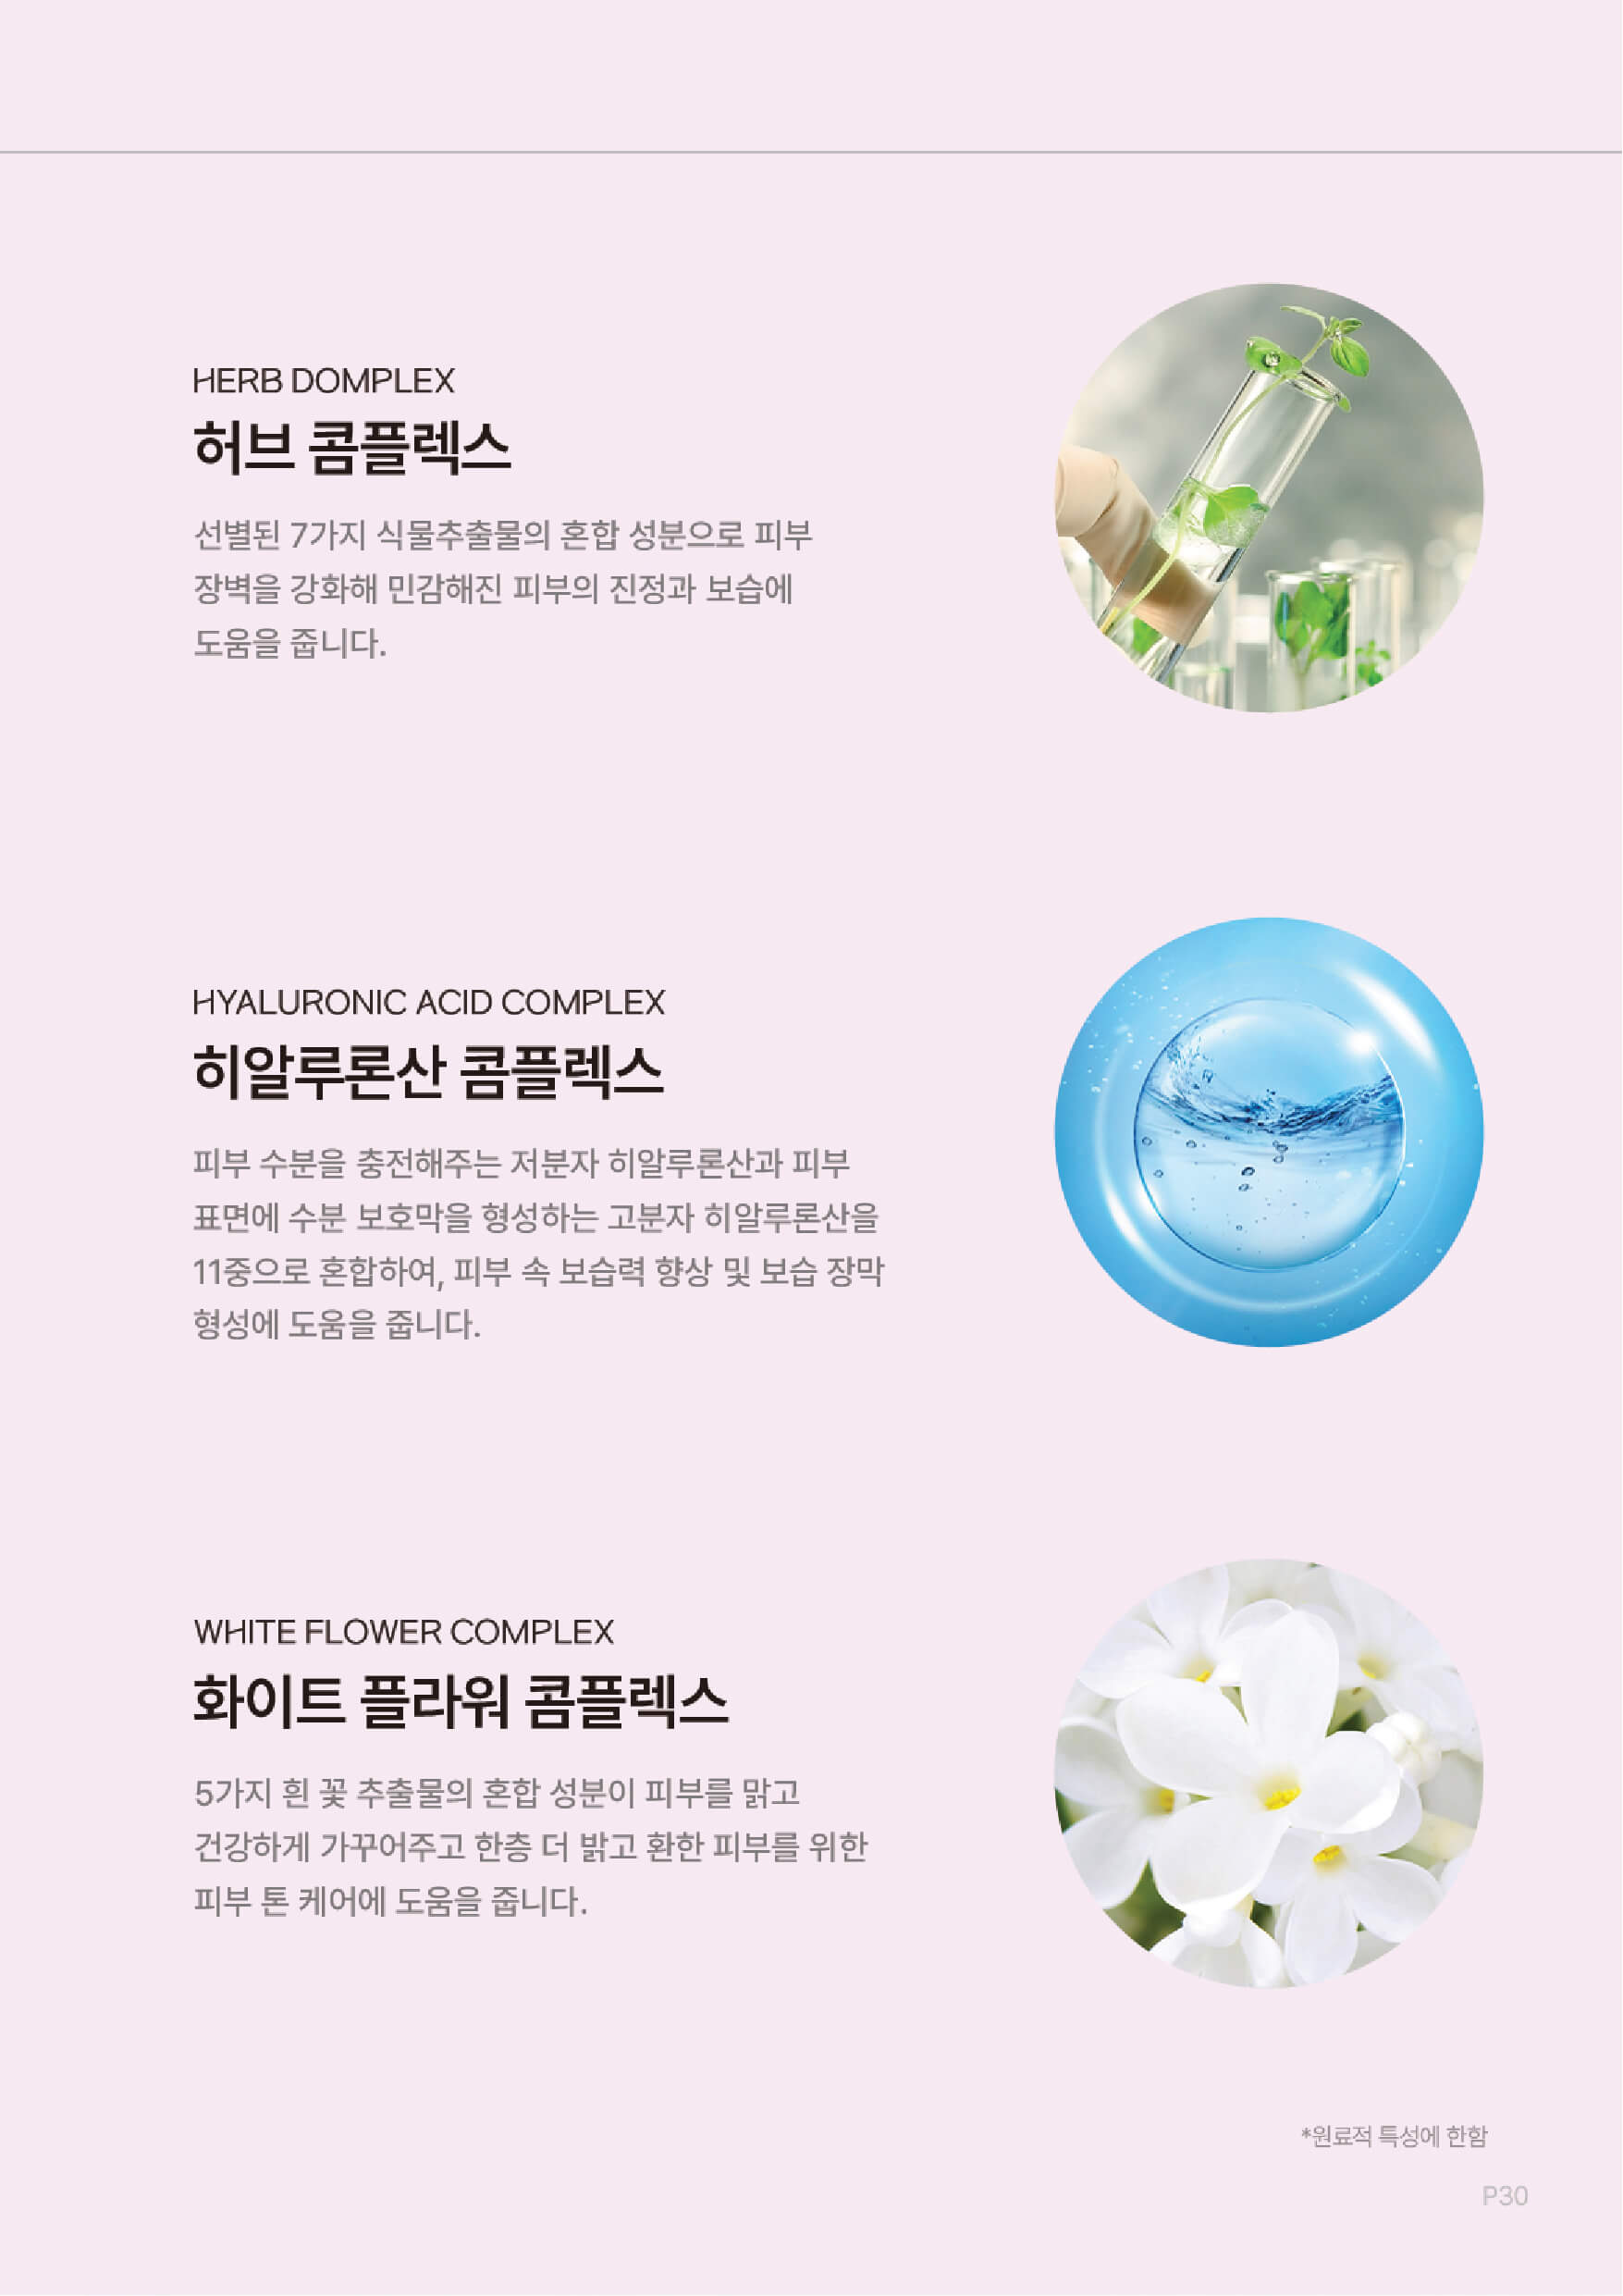 HERB DOMPLEX
허브 콤플렉스
선별된 7가지 식물추출물의 혼합 성분으로 피부
장벽을 강화해 민감해진 피부의 진정과 보습에
도움을 줍니다.
HYALURONIC ACID COMPLEX
히알루론산 콤플렉스
피부 수분을 충전해주는 저분자 히알루론산과 피부
표면에 수분 보호막을 형성하는 고분자 히알루론산을
11중으로 혼합하여, 피부 속 보습력 향상 및 보습 장막
형성에 도움을 줍니다.
WHITE FLOWER COMPLEX
화이트 플라워 콤플렉스
5가지 흰 꽃 추출물의 혼합 성분이 피부를 맑고
건강하게 가꾸어주고 한층 더 밝고 환한 피부를 위한
피부 톤 케어에 도움을 줍니다.
*원료적 특성에 한함
P30